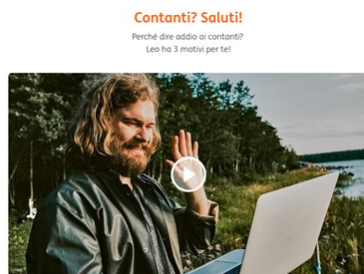 Contanti? Saluti!
Perché dire addio ai contanti?
Leo ha 3 motivi per te!